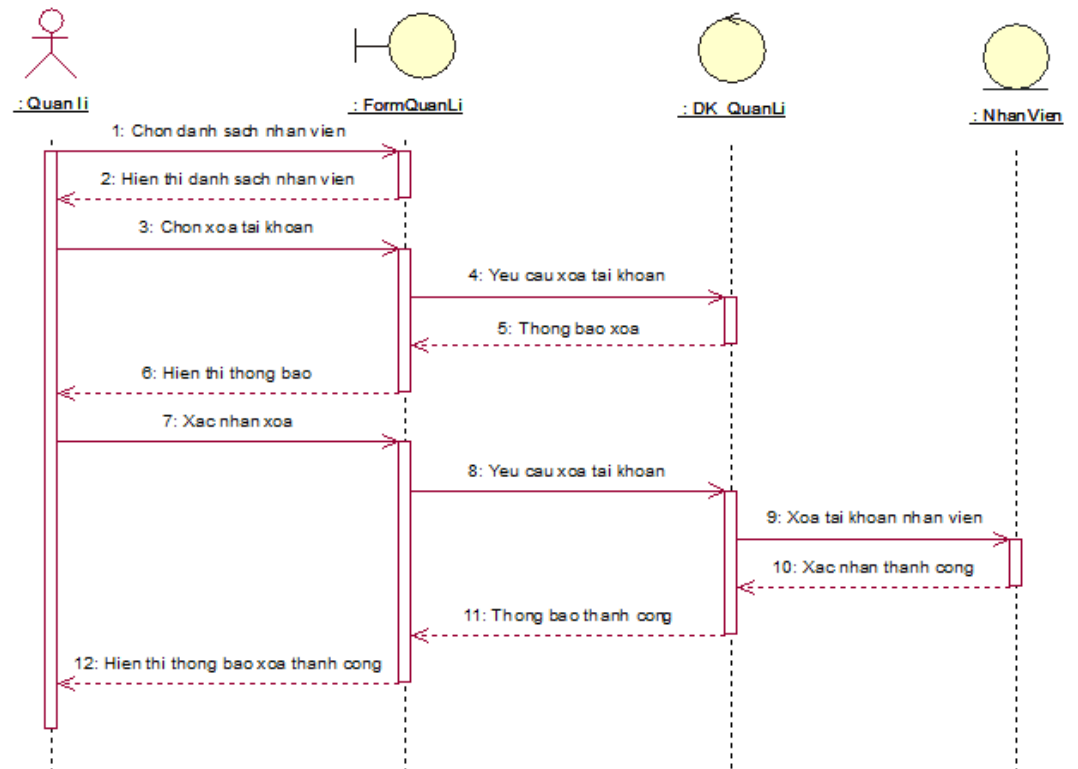 : Quan li
: FormQuanLi
: DK_QuanLi
: NhanVien
1: Chon danh sach nhan vien
2: Hien thi danh sach nhan vien
3: Chon xoa tai khoan
4: Yeu cau xoa tai khoan
5: Thong bao xoa
6: Hien thi thong bao
7: Xac nhan xoa
8: Yeu cau xoa tai khoan
9: Xoa tai khoan nhan vien
10: Xac nhan thanh cong
11: Thong bao thanh cong
12: Hien thi thong bao xoa thanh cong